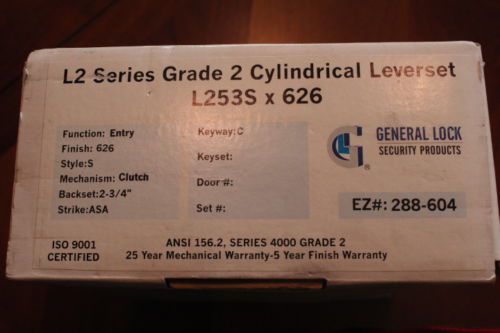 L2 Series Grade 2 Cylindrical Leverset
L253S x 626
Function: Entry
Finish: 626
Style:S
Mechanism: Clutch
Backset:2-3/4"
Strike:ASA
Keyway:C
Keyset:
Door #:
Set #:
GENERAL LOCK
SECURITY PRODUCTS
®
EZ#: 288-604
ISO 9001
CERTIFIED
ANSI 156.2, SERIES 4000 GRADE 2
25 Year Mechanical Warranty-5 Year Finish Warranty